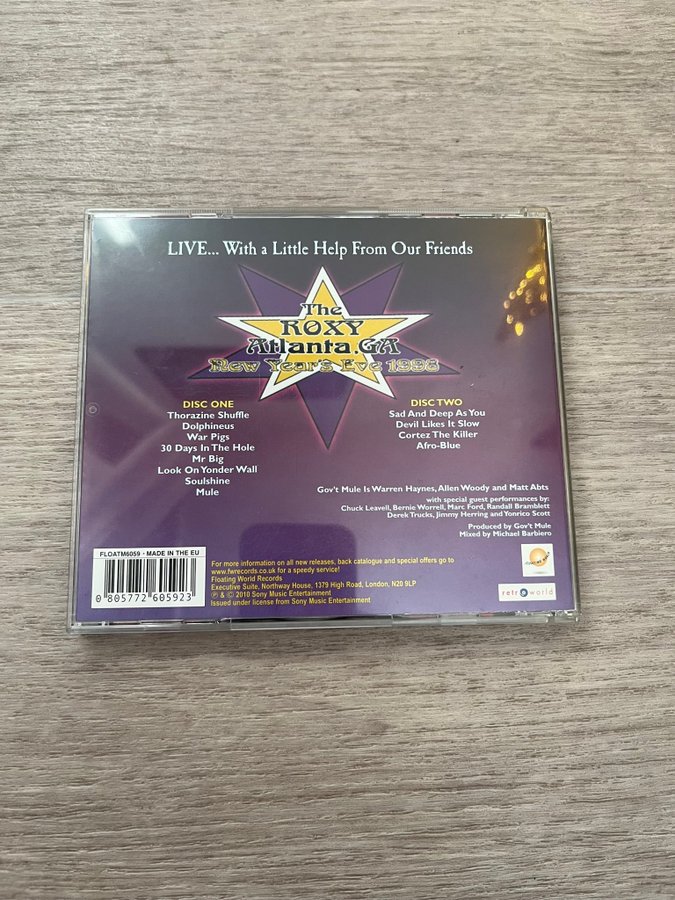 LIVE... With a Little Help From Our Friends
The
ROXY
Atlanta.GA
New Year's Eve 1998
DISC ONE
Thorazine Shuffle
Dolphineus
War Pigs
30 Days In The Hole
Mr Big
Look On Yonder Wall
Soulshine
Mule
DISC TWO
Sad And Deep As You
Devil Likes It Slow
Cortez The Killer
Afro-Blue
Gov't Mule Is Warren Haynes, Allen Woody and Matt Abts
with special guest performances by:
Chuck Leavell, Bernie Worrell, Marc Ford, Randall Bramblett
Derek Trucks, Jimmy Herring and Yonrico Scott
Produced by Gov't Mule
Mixed by Michael Barbiero
FLOATM6059 - MADE IN THE EU
0 805772 605923
For more information on all new releases, back catalogue and special offers go to
www.fwrecords.co.uk for a speedy service!
Floating World Records
Executive Suite, Northway House, 1379 High Road, London, N20 9LP
℗ & © 2010 Sony Music Entertainment
Issued under license from Sony Music Entertainment
retroworld